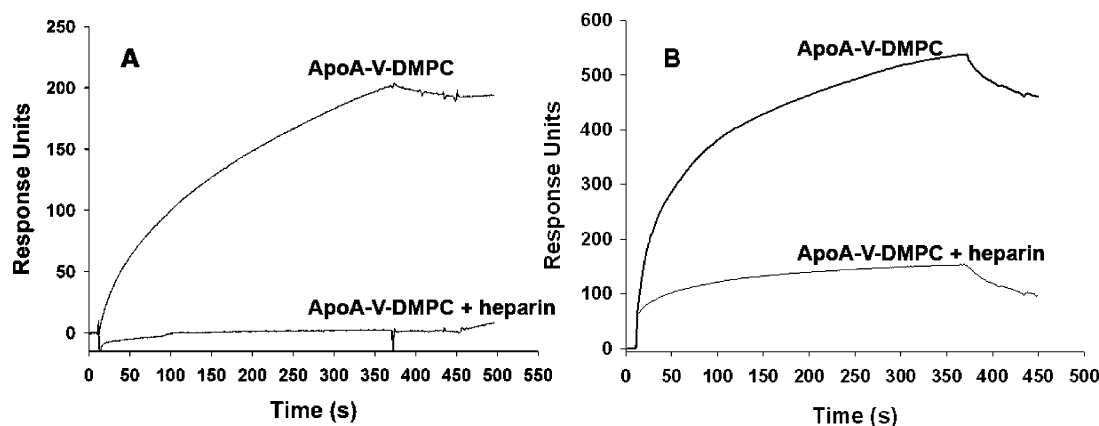 A
ApoA-V-DMPC
ApoA-V-DMPC + heparin
Response Units
250
200
150
100
50
0
0 50 100 150 200 250 300 350 400 450 500 550
Time (s)
B
ApoA-V-DMPC
ApoA-V-DMPC + heparin
Response Units
600
500
400
300
200
100
0
0 50 100 150 200 250 300 350 400 450 500
Time (s)